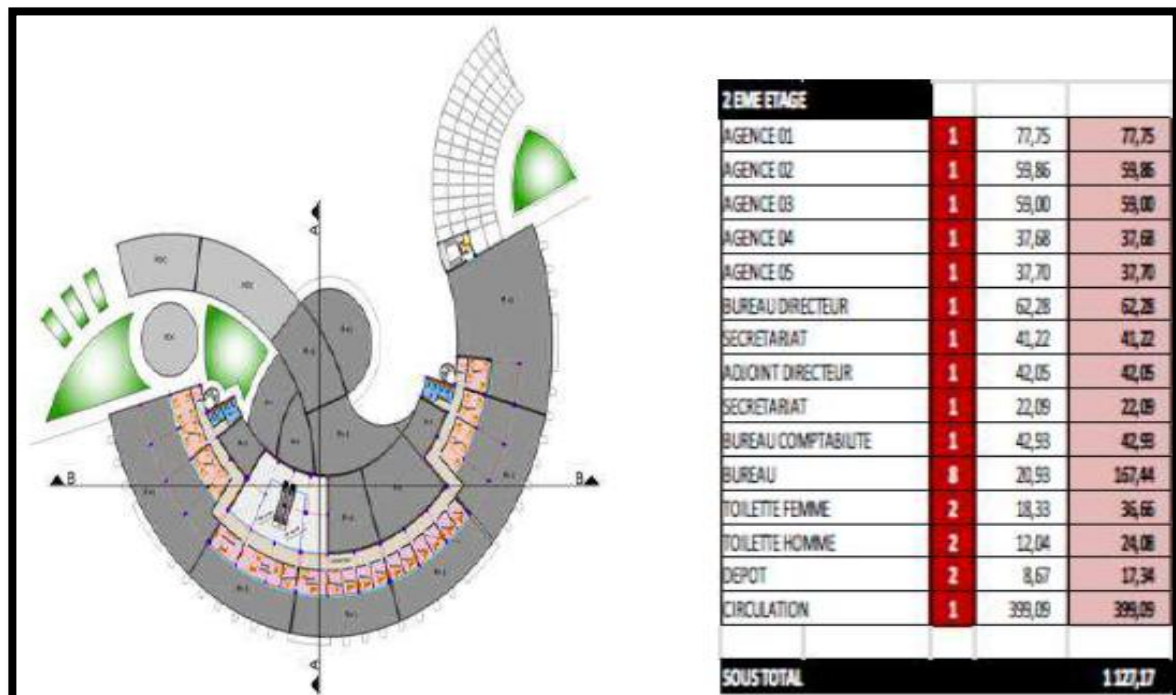 A
B
B
A
2 EME ETAGE
AGENCE 01 1 77,75 77,75
AGENCE 02 1 59,86 59,86
AGENCE 03 1 59,00 59,00
AGENCE 04 1 37,68 37,68
AGENCE 05 1 37,70 37,70
BUREAU DIRECTEUR 1 62,28 62,28
SECRETARIAT 1 41,22 41,22
ADJOINT DIRECTEUR 1 42,05 42,05
SECRETARIAT 1 22,09 22,09
BUREAU COMPTABILITE 1 42,93 42,93
BUREAU 8 20,93 167,44
TOILETTE FEMME 2 18,33 36,66
TOILETTE HOMME 2 12,04 24,08
DEPOT 2 8,67 17,34
CIRCULATION 1 399,09 399,09
SOUS TOTAL 1 127,17